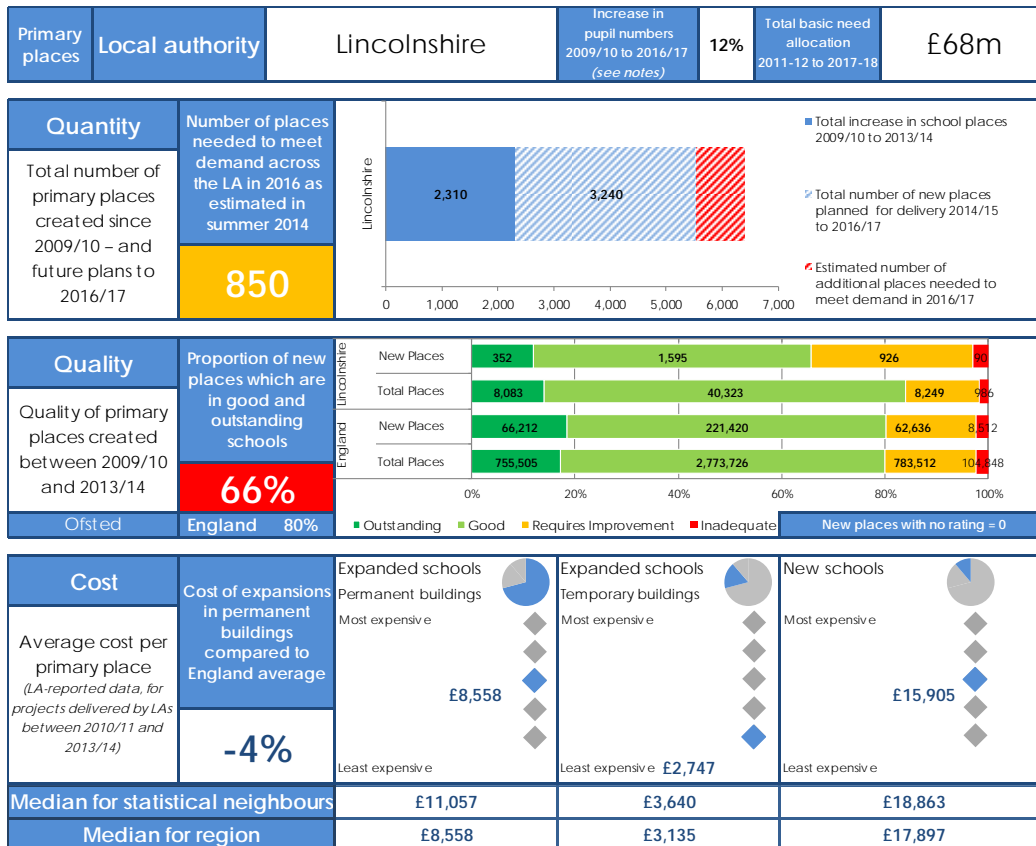 Primary places
Local authority
Lincolnshire
Increase in
pupil numbers
2009/10 to 2016/17
(see notes)
12%
Total basic need
allocation
2011-12 to 2017-18
£68m
Quantity
Total number of
primary places
created since
2009/10 – and
future plans to
2016/17
Number of places
needed to meet
demand across
the LA in 2016 as
estimated in
summer 2014
850
Lincolnshire
2,310
3,240
0 1,000 2,000 3,000 4,000 5,000 6,000 7,000
Total increase in school places
2009/10 to 2013/14
Total number of new places
planned for delivery 2014/15
to 2016/17
Estimated number of
additional places needed to
meet demand in 2016/17
Quality
Quality of primary
places created
between 2009/10
and 2013/14
Ofsted
Proportion of new
places which are
in good and
outstanding
schools
66%
England 80%
Lincolnshire
New Places 352 1,595 926 90
Total Places 8,083 40,323 8,249 986
England
New Places 66,212 221,420 62,636 8,512
Total Places 755,505 2,773,726 783,512 104,848
0% 20% 40% 60% 80% 100%
Outstanding Good Requires Improvement Inadequate
New places with no rating = 0
Cost
Average cost per
primary place
(LA-reported data, for
projects delivered by LAs
between 2010/11 and
2013/14)
Cost of expansions
in permanent
buildings
compared to
England average
-4%
Expanded schools
Permanent buildings
Most expensive
£8,558
Least expensive
Expanded schools
Temporary buildings
Most expensive
Least expensive £2,747
New schools
Most expensive
£15,905
Least expensive
Median for statistical neighbours £11,057 £3,640 £18,863
Median for region £8,558 £3,135 £17,897